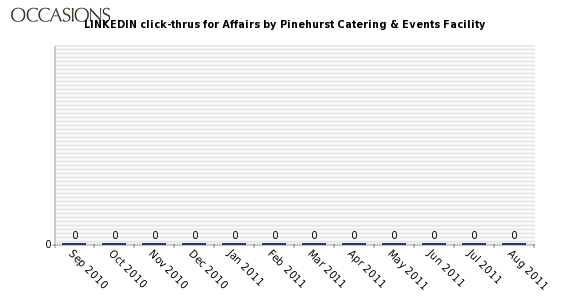 OCCASIONS
LINKEDIN click-thrus for Affairs by Pinehurst Catering & Events Facility
0 0 0 0 0 0 0 0 0 0 0 0
0
Sep 2010 Oct 2010 Nov 2010 Dec 2010 Jan 2011 Feb 2011 Mar 2011 Apr 2011 May 2011 Jun 2011 Jul 2011 Aug 2011